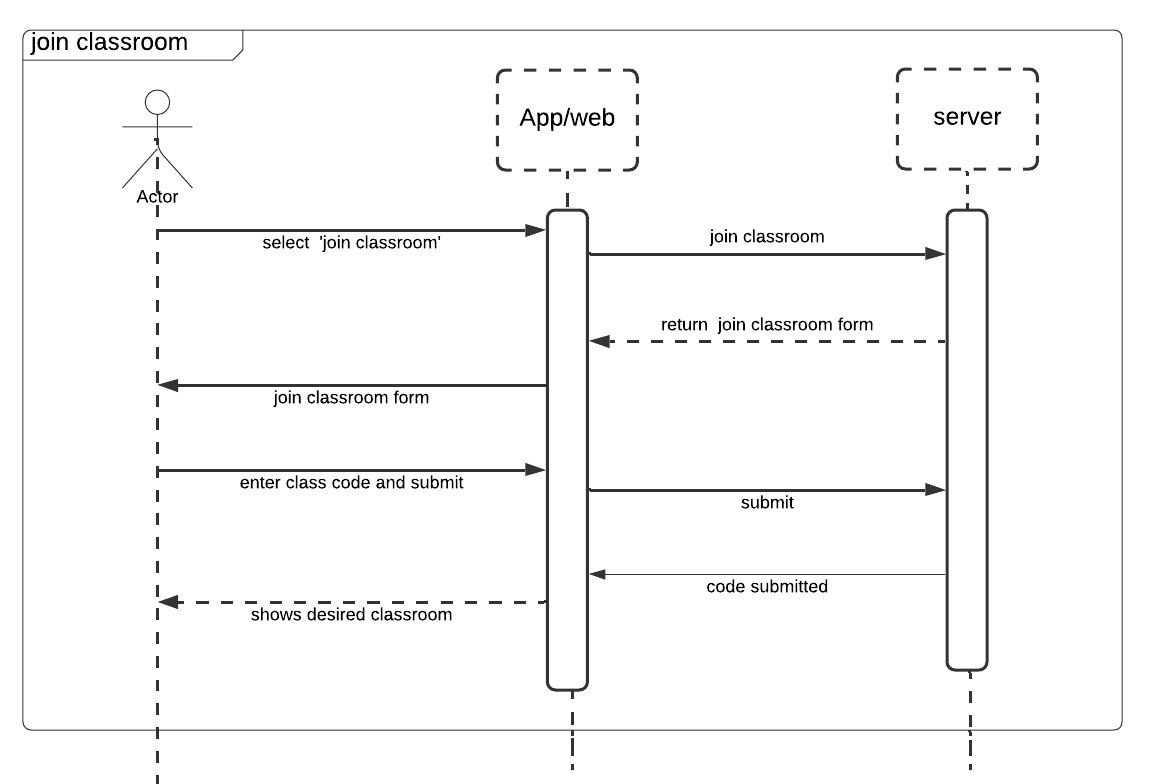 join classroom
App/web
server
Actor
select 'join classroom'
join classroom
return join classroom form
join classroom form
enter class code and submit
submit
code submitted
shows desired classroom